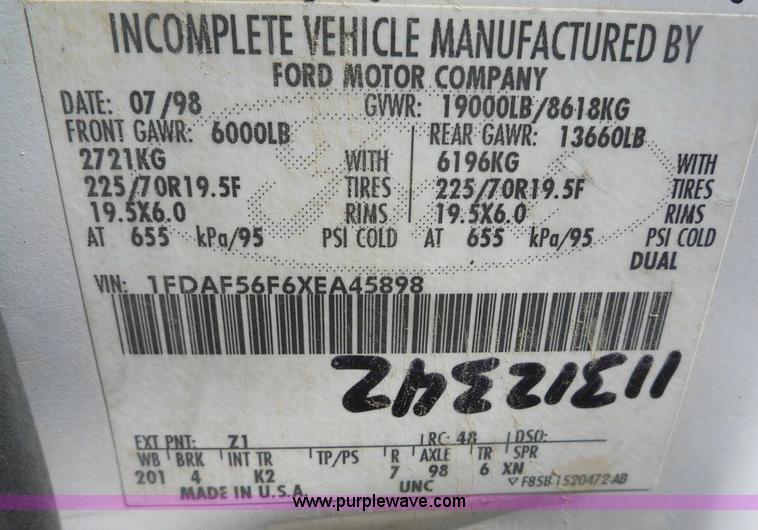 INCOMPLETE VEHICLE MANUFACTURED BY
FORD MOTOR COMPANY
DATE: 07/98 GVWR: 19000LB/8618KG
FRONT GAWR: 6000LB REAR GAWR: 13660LB
2721KG WITH 6196KG WITH
225/70R19.5F TIRES 225/70R19.5F TIRES
19.5X6.0 RIMS 19.5X6.0 RIMS
AT 655 kPa/95 PSI COLD AT 655 kPa/95 PSI COLD
DUAL
VIN: 1FDAF56F6XEA45898
11312342
EXT PNT: Z1 RC: 48 DSO:
WB BRK INT TR TP/PS R AXLE TR SPR
201 4 K2 7 98 6 XN
MADE IN U.S.A. UNC ▽ F85B-1520472-AB
www.purplewave.com